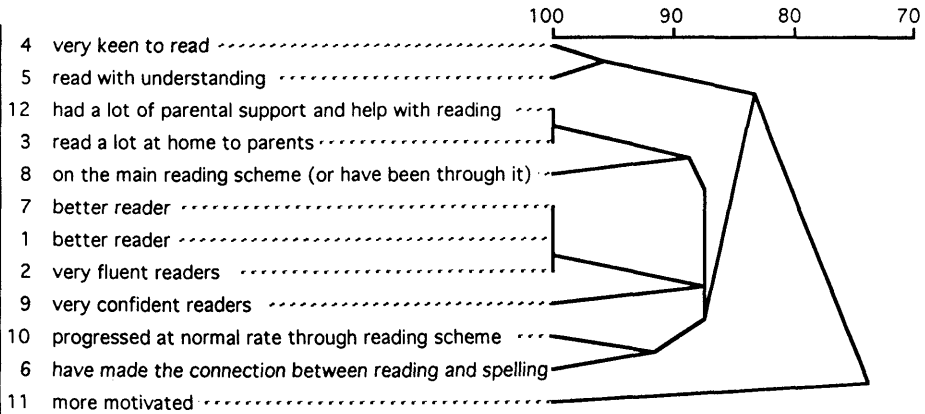 100 90 80 70
4 very keen to read
5 read with understanding
12 had a lot of parental support and help with reading
3 read a lot at home to parents
8 on the main reading scheme (or have been through it)
7 better reader
1 better reader
2 very fluent readers
9 very confident readers
10 progressed at normal rate through reading scheme
6 have made the connection between reading and spelling
11 more motivated